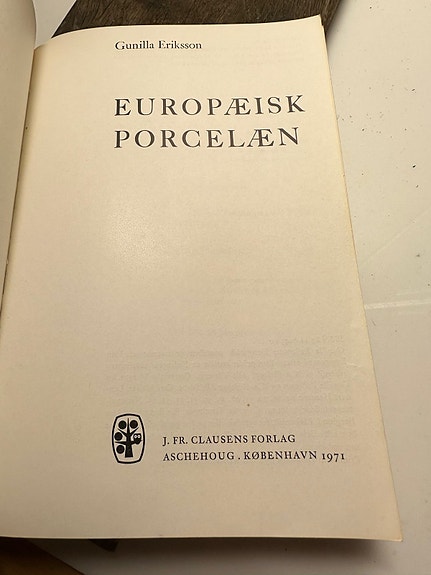 Gunilla Eriksson
EUROPÆISK
PORCELÆN
J. FR. CLAUSENS FORLAG
ASCHEHOUG . KØBENHAVN 1971